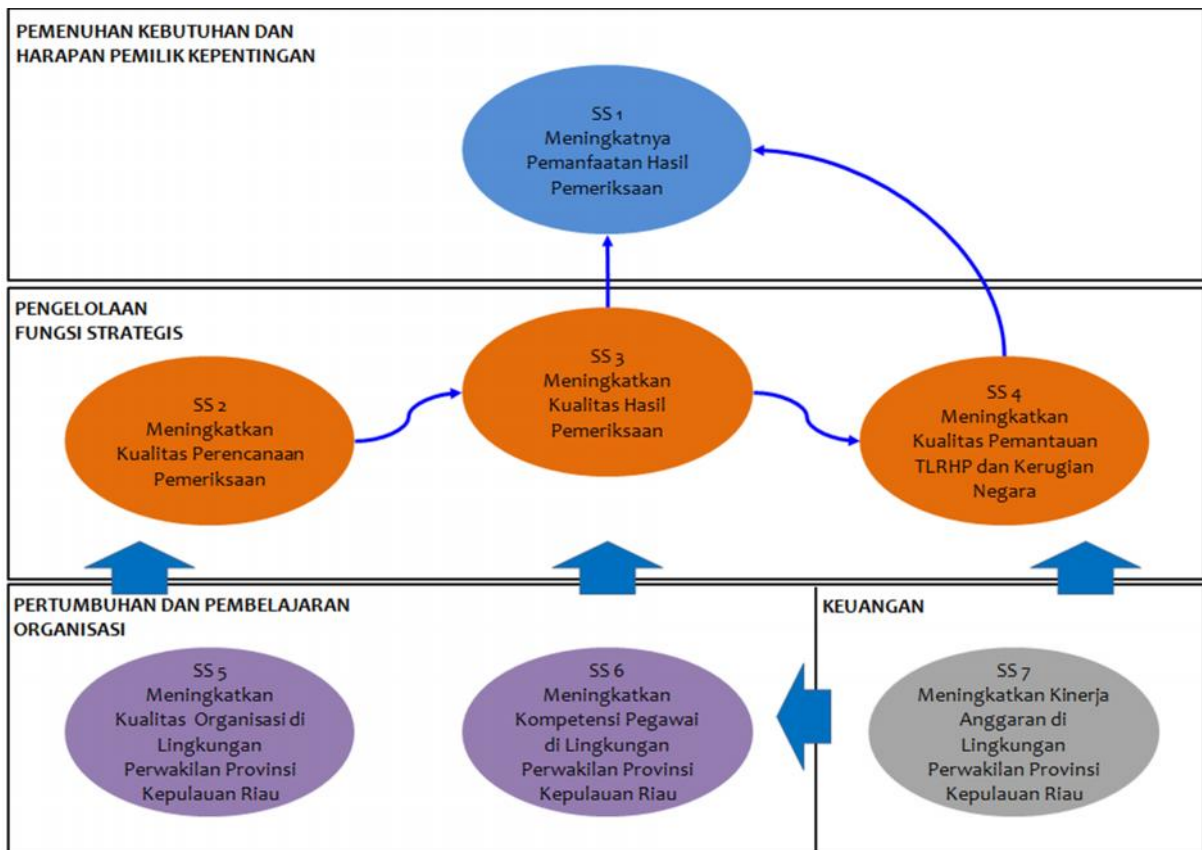 PEMENUHAN KEBUTUHAN DAN
HARAPAN PEMILIK KEPENTINGAN
SS 1
Meningkatnya
Pemanfaatan Hasil
Pemeriksaan
PENGELOLAAN
FUNGSI STRATEGIS
SS 2
Meningkatkan
Kualitas Perencanaan
Pemeriksaan
SS 3
Meningkatkan
Kualitas Hasil
Pemeriksaan
SS 4
Meningkatkan
Kualitas Pemantauan
TLRHP dan Kerugian
Negara
PERTUMBUHAN DAN PEMBELAJARAN
ORGANISASI
SS 5
Meningkatkan
Kualitas Organisasi di
Lingkungan
Perwakilan Provinsi
Kepulauan Riau
SS 6
Meningkatkan
Kompetensi Pegawai
di Lingkungan
Perwakilan Provinsi
Kepulauan Riau
KEUANGAN
SS 7
Meningkatkan Kinerja
Anggaran di
Lingkungan
Perwakilan Provinsi
Kepulauan Riau